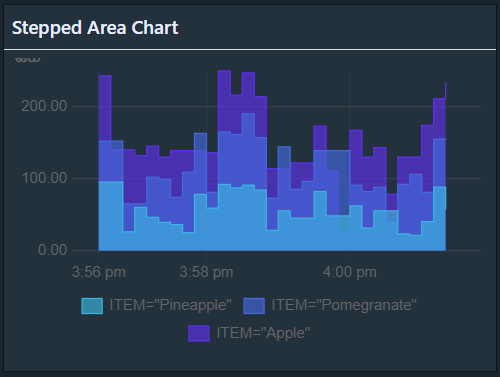 Stepped Area Chart
200.00
100.00
0.00
3:56 pm 3:58 pm 4:00 pm
ITEM="Pineapple" ITEM="Pomegranate"
ITEM="Apple"